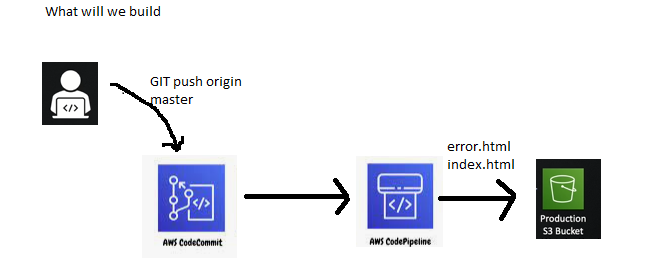 What will we build
GIT push origin
master
</>
error.html
index.html
</>
</>
Production
S3 Bucket
AWS CodeCommit
AWS CodePipeline